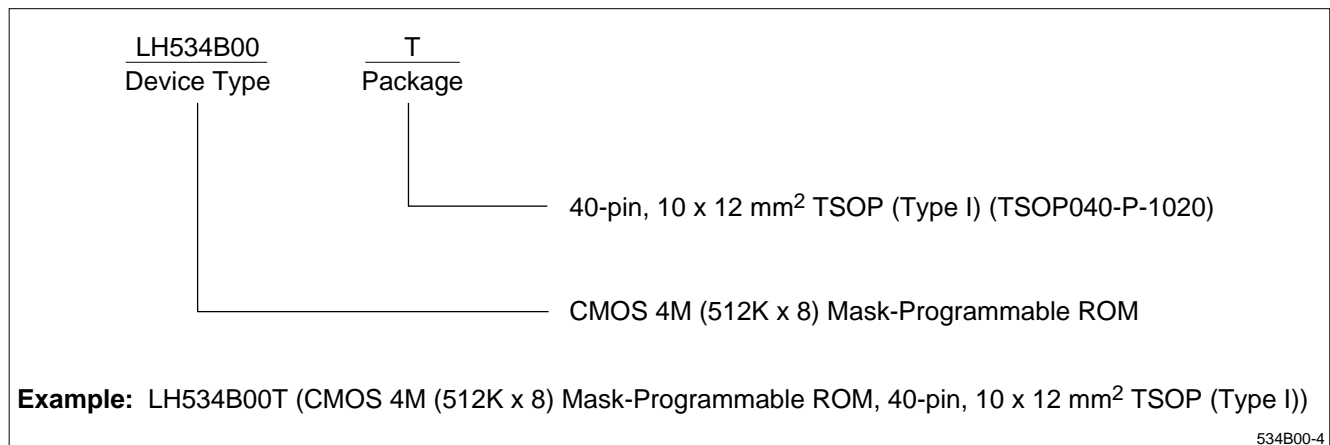 LH534B00 T
Device Type Package
40-pin, 10 x 12 mm² TSOP (Type I) (TSOP040-P-1020)
CMOS 4M (512K x 8) Mask-Programmable ROM
Example: LH534B00T (CMOS 4M (512K x 8) Mask-Programmable ROM, 40-pin, 10 x 12 mm² TSOP (Type I))
534B00-4